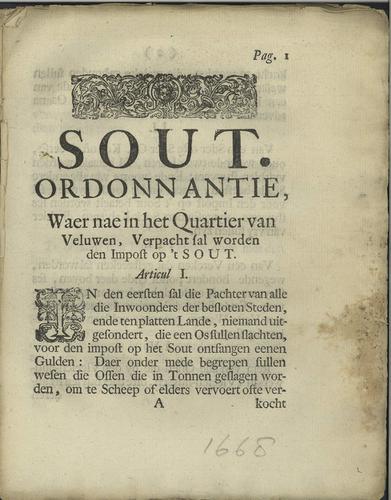 Pag. 1
SOUT.
ORDONNANTIE,
Waer nae in het Quartier van
Veluwen, Verpacht sal worden
den Impost op 't SOUT.
Articul I.
IN den eersten sal die Pachter van alle
die Inwoonders der besloten Steden,
ende ten platten Lande, niemand uit-
gesondert, die een Os sullen slachten,
voor den impost op het Sout ontfangen eenen
Gulden: Daer onder mede begrepen sullen
wesen die Ossen die in Tonnen geslagen wor-
den, om te Scheep of elders vervoert ofte ver-
A kocht
1668